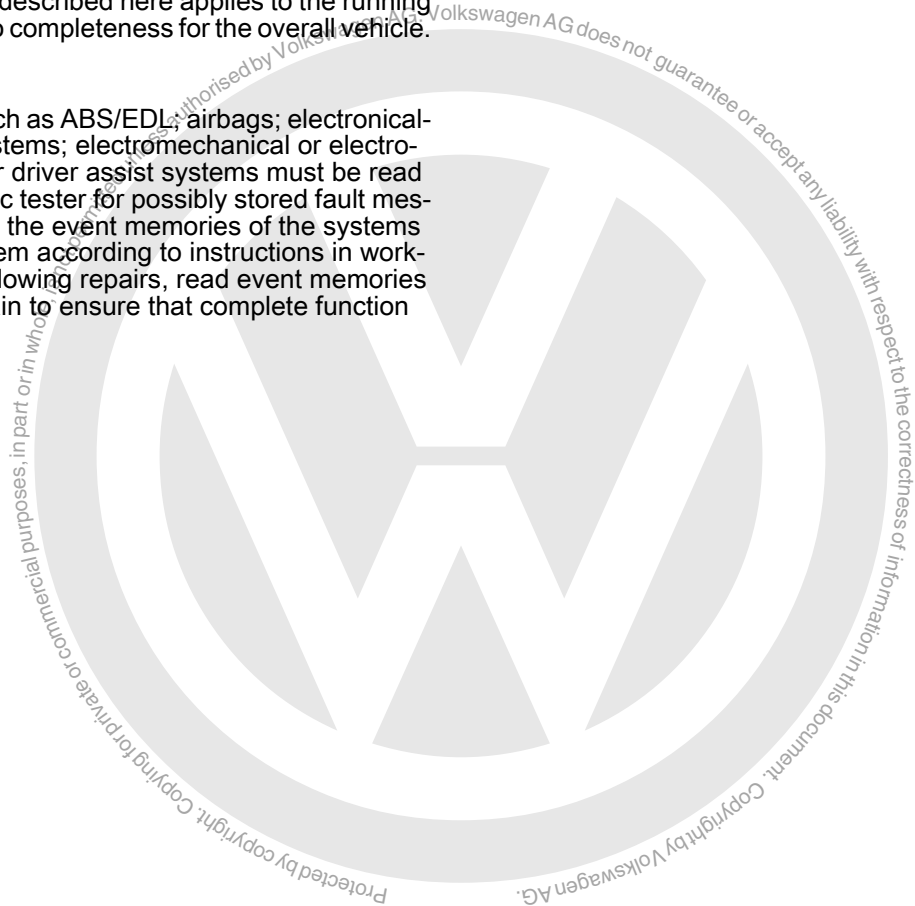 described here applies to the running
o completeness for the overall vehicle.
ch as ABS/EDL; airbags; electronical-
stems; electromechanical or electro-
r driver assist systems must be read
c tester for possibly stored fault mes-
the event memories of the systems
em according to instructions in work-
lowing repairs, read event memories
in to ensure that complete function
Protected by copyright. Copying for private or commercial purposes, in part or in whole, is not permitted unless authorised by Volkswagen AG. Volkswagen AG does not guarantee or accept any liability with respect to the correctness of information in this document. Copyright by Volkswagen AG.